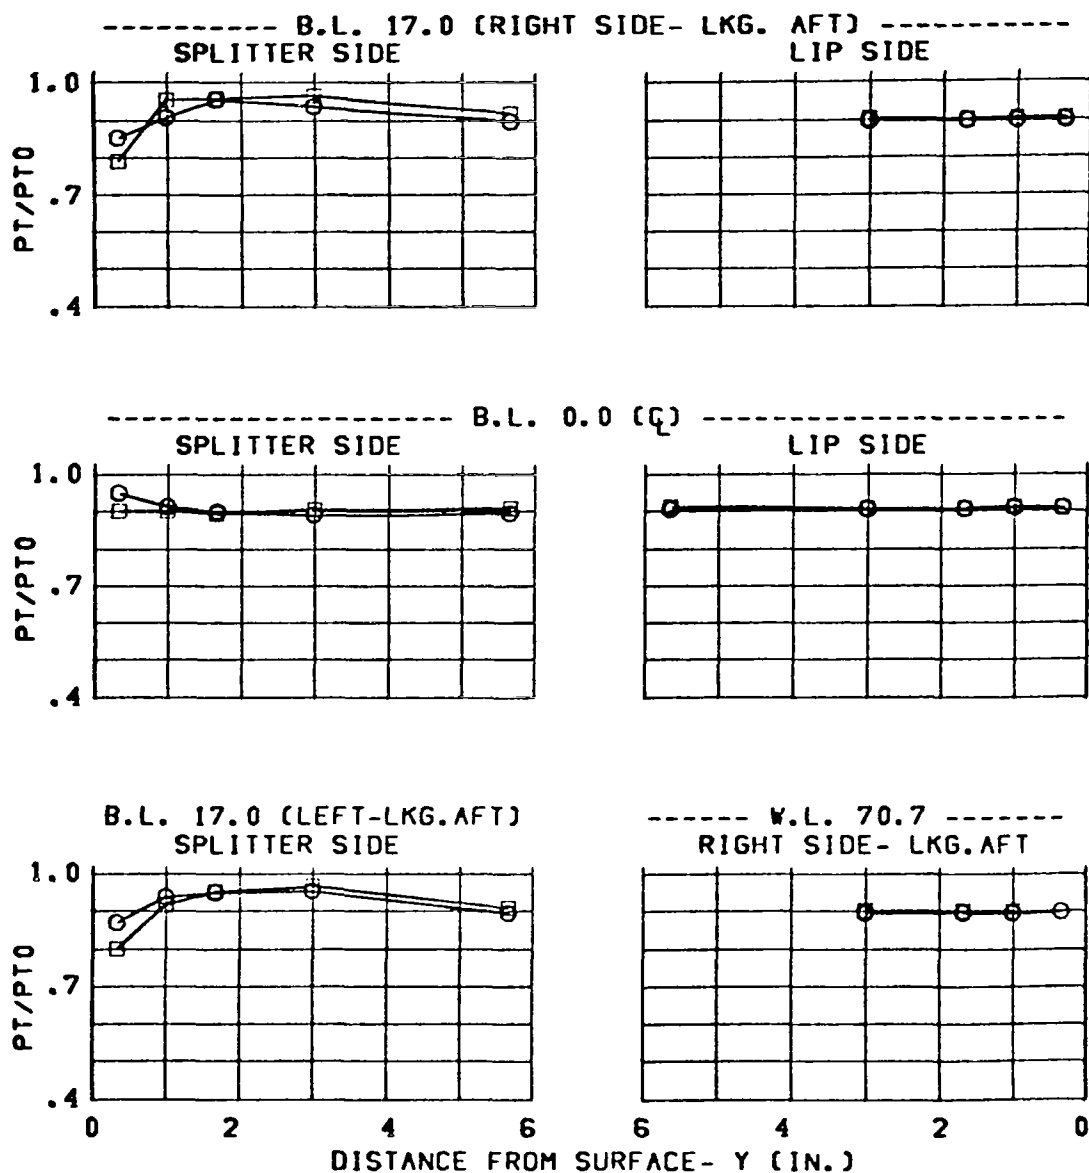 ---------- B.L. 17.0 (RIGHT SIDE- LKG. AFT) ----------
SPLITTER SIDE
LIP SIDE
1.0
.7
.4
PT/PTO
------------------- B.L. 0.0 (℄) --------------------
SPLITTER SIDE
LIP SIDE
1.0
.7
.4
PT/PTO
B.L. 17.0 (LEFT-LKG.AFT)
SPLITTER SIDE
------ W.L. 70.7 -------
RIGHT SIDE- LKG.AFT
1.0
.7
.4
PT/PTO
0 2 4 6
6 4 2 0
DISTANCE FROM SURFACE- Y (IN.)